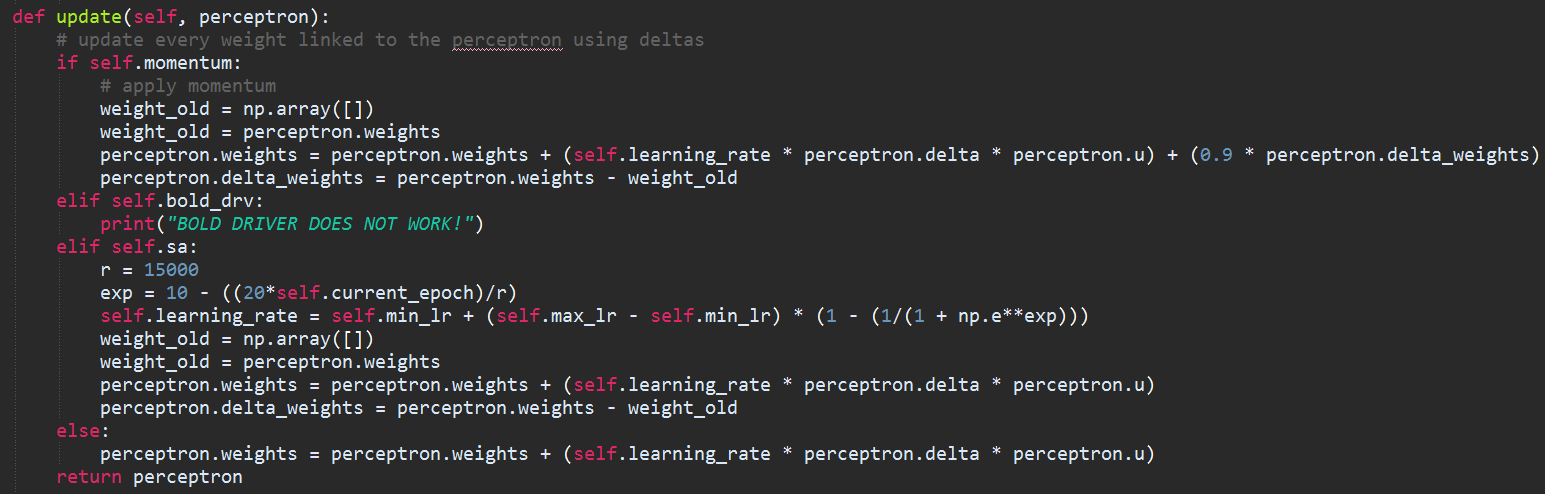 def update(self, perceptron):
    # update every weight linked to the perceptron using deltas
    if self.momentum:
        # apply momentum
        weight_old = np.array([])
        weight_old = perceptron.weights
        perceptron.weights = perceptron.weights + (self.learning_rate * perceptron.delta * perceptron.u) + (0.9 * perceptron.delta_weights)
        perceptron.delta_weights = perceptron.weights - weight_old
    elif self.bold_drv:
        print("BOLD DRIVER DOES NOT WORK!")
    elif self.sa:
        r = 15000
        exp = 10 - ((20*self.current_epoch)/r)
        self.learning_rate = self.min_lr + (self.max_lr - self.min_lr) * (1 - (1/(1 + np.e**exp)))
        weight_old = np.array([])
        weight_old = perceptron.weights
        perceptron.weights = perceptron.weights + (self.learning_rate * perceptron.delta * perceptron.u)
        perceptron.delta_weights = perceptron.weights - weight_old
    else:
        perceptron.weights = perceptron.weights + (self.learning_rate * perceptron.delta * perceptron.u)
    return perceptron